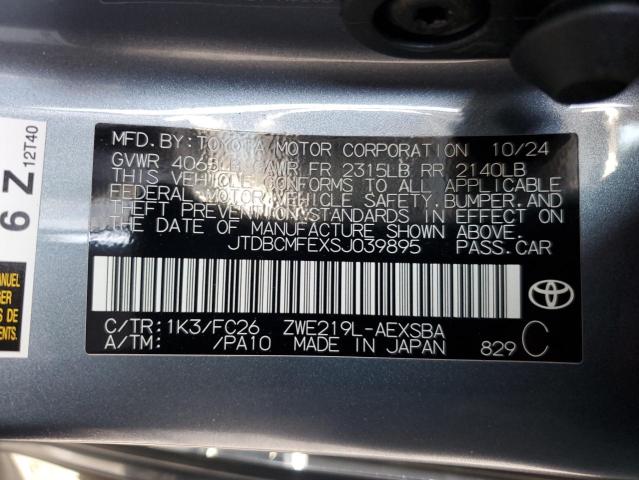 MFD.BY: TOYOTA MOTOR CORPORATION 10/24
GVWR FR 2315LB RR 2140LB
THIS VEHICLE CONFORMS TO ALL APPLICABLE
FEDERAL MOTOR VEHICLE SAFETY, BUMPER, AND
THEFT PREVENTION STANDARDS IN EFFECT ON
THE DATE OF MANUFACTURE SHOWN ABOVE.
JTDBCMFEXSJ039895 PASS.CAR
C/TR: 1K3/FC26 ZWE219L-AEXSBA
A/TM: /PA10 MADE IN JAPAN 829 C
6 Z 12T40